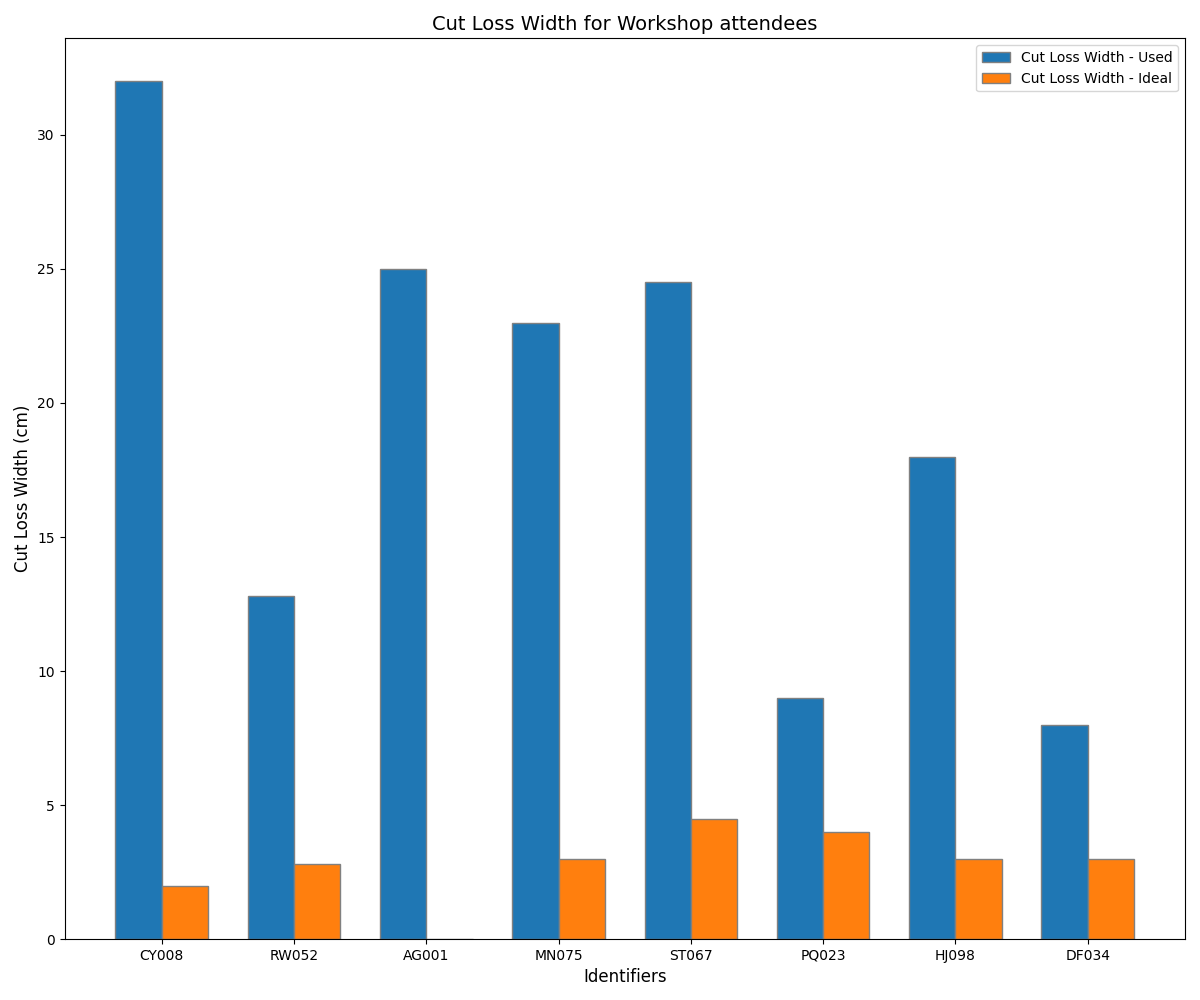 Cut Loss Width for Workshop attendees
Cut Loss Width - Used
Cut Loss Width - Ideal
Cut Loss Width (cm)
30
25
20
15
10
5
0
CY008 RW052 AG001 MN075 ST067 PQ023 HJ098 DF034
Identifiers